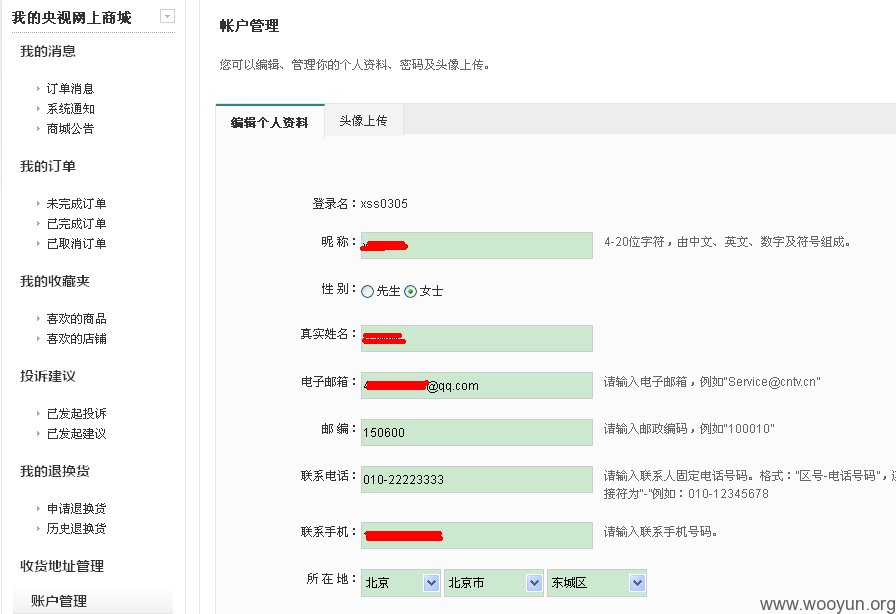 我的央视网上商城
我的消息
订单消息
系统通知
商城公告
我的订单
未完成订单
已完成订单
已取消订单
我的收藏夹
喜欢的商品
喜欢的店铺
投诉建议
已发起投诉
已发起建议
我的退换货
申请退换货
历史退换货
收货地址管理
账户管理
帐户管理
您可以编辑、管理你的个人资料、密码及头像上传。
编辑个人资料 头像上传
登录名：xss0305
昵 称： 4-20位字符，由中文、英文、数字及符号组成。
性 别： 先生 女士
真实姓名：
电子邮箱： @qq.com 请输入电子邮箱，例如"Service@cntv.cn"
邮 编： 150600 请输入邮政编码，例如"100010"
联系电话： 010-22223333 请输入联系人固定电话号码。格式："区号-电话号码"，
接符为"-"例如：010-12345678
联系手机： 请输入联系手机号码。
所 在 地： 北京 北京市 东城区
www.wooyun.org